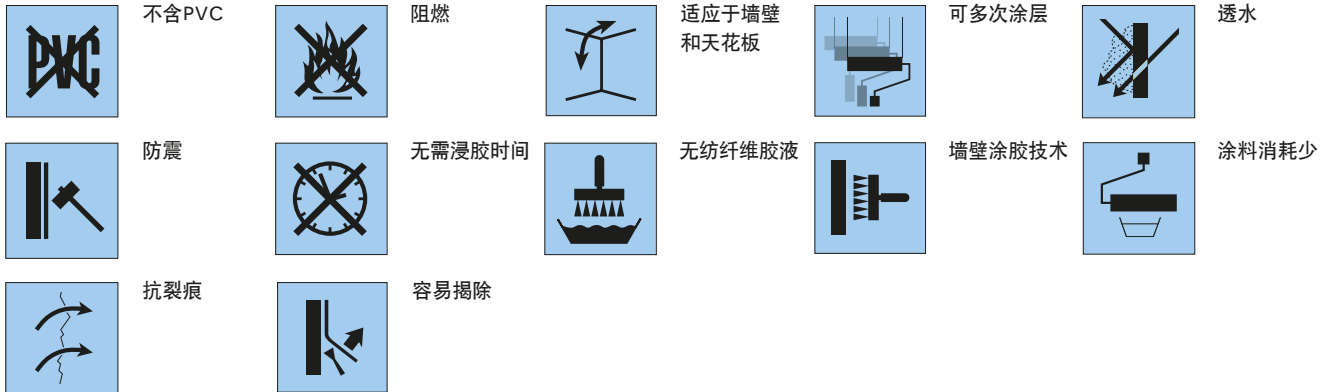 PVC
不含PVC
阻燃
适应于墙壁
和天花板
可多次涂层
透水
防震
无需浸胶时间
无纺纤维胶液
墙壁涂胶技术
涂料消耗少
抗裂痕
容易揭除